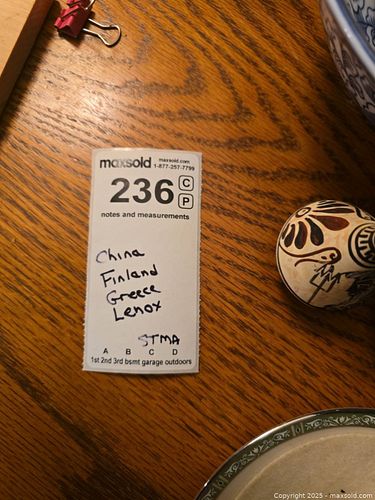 maxsold maxsold.com
1-877-257-7799
236 C
P
notes and measurements
China
Finland
Greece
Lenox
STMA
A B C D
1st 2nd 3rd bsmt garage outdoors
Copyright 2025 - maxsold.com